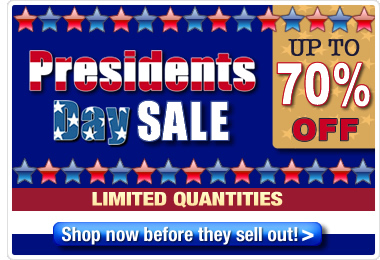 Presidents
Day SALE
UP TO
70%
OFF
LIMITED QUANTITIES
Shop now before they sell out! >